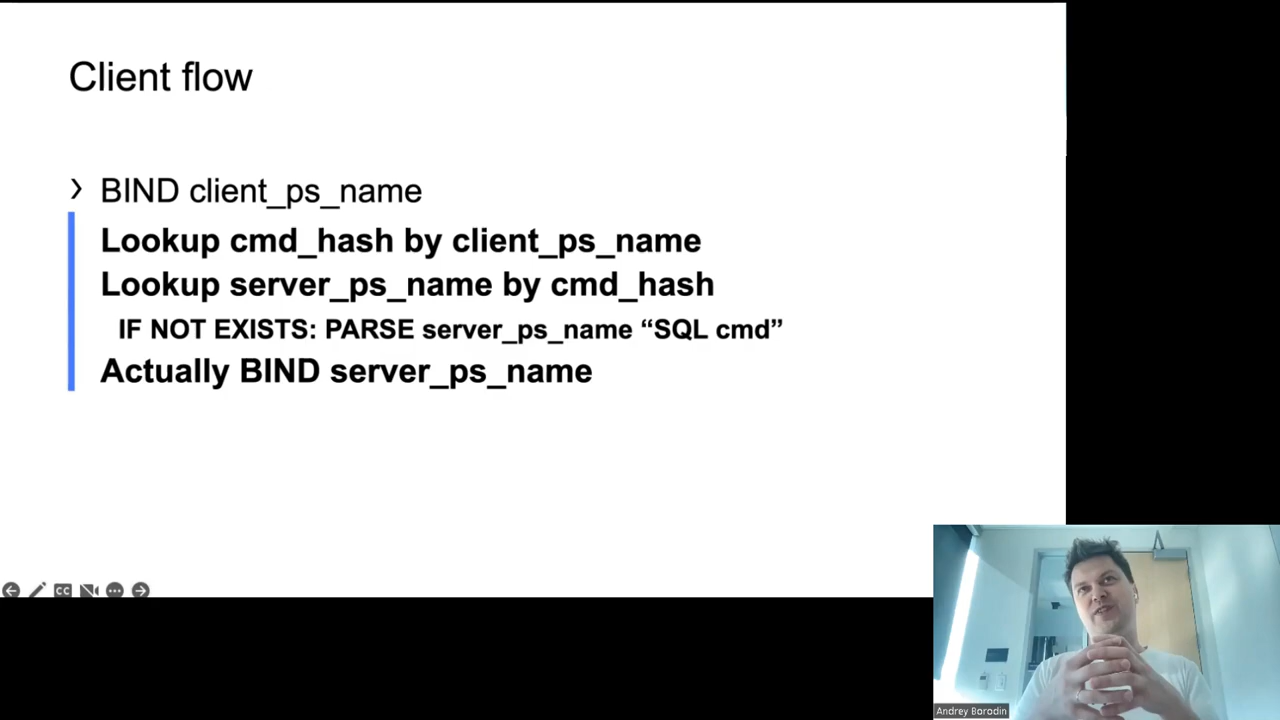 Client flow
› BIND client_ps_name
Lookup cmd_hash by client_ps_name
Lookup server_ps_name by cmd_hash
IF NOT EXISTS: PARSE server_ps_name “SQL cmd”
Actually BIND server_ps_name
CC
Andrey Borodin